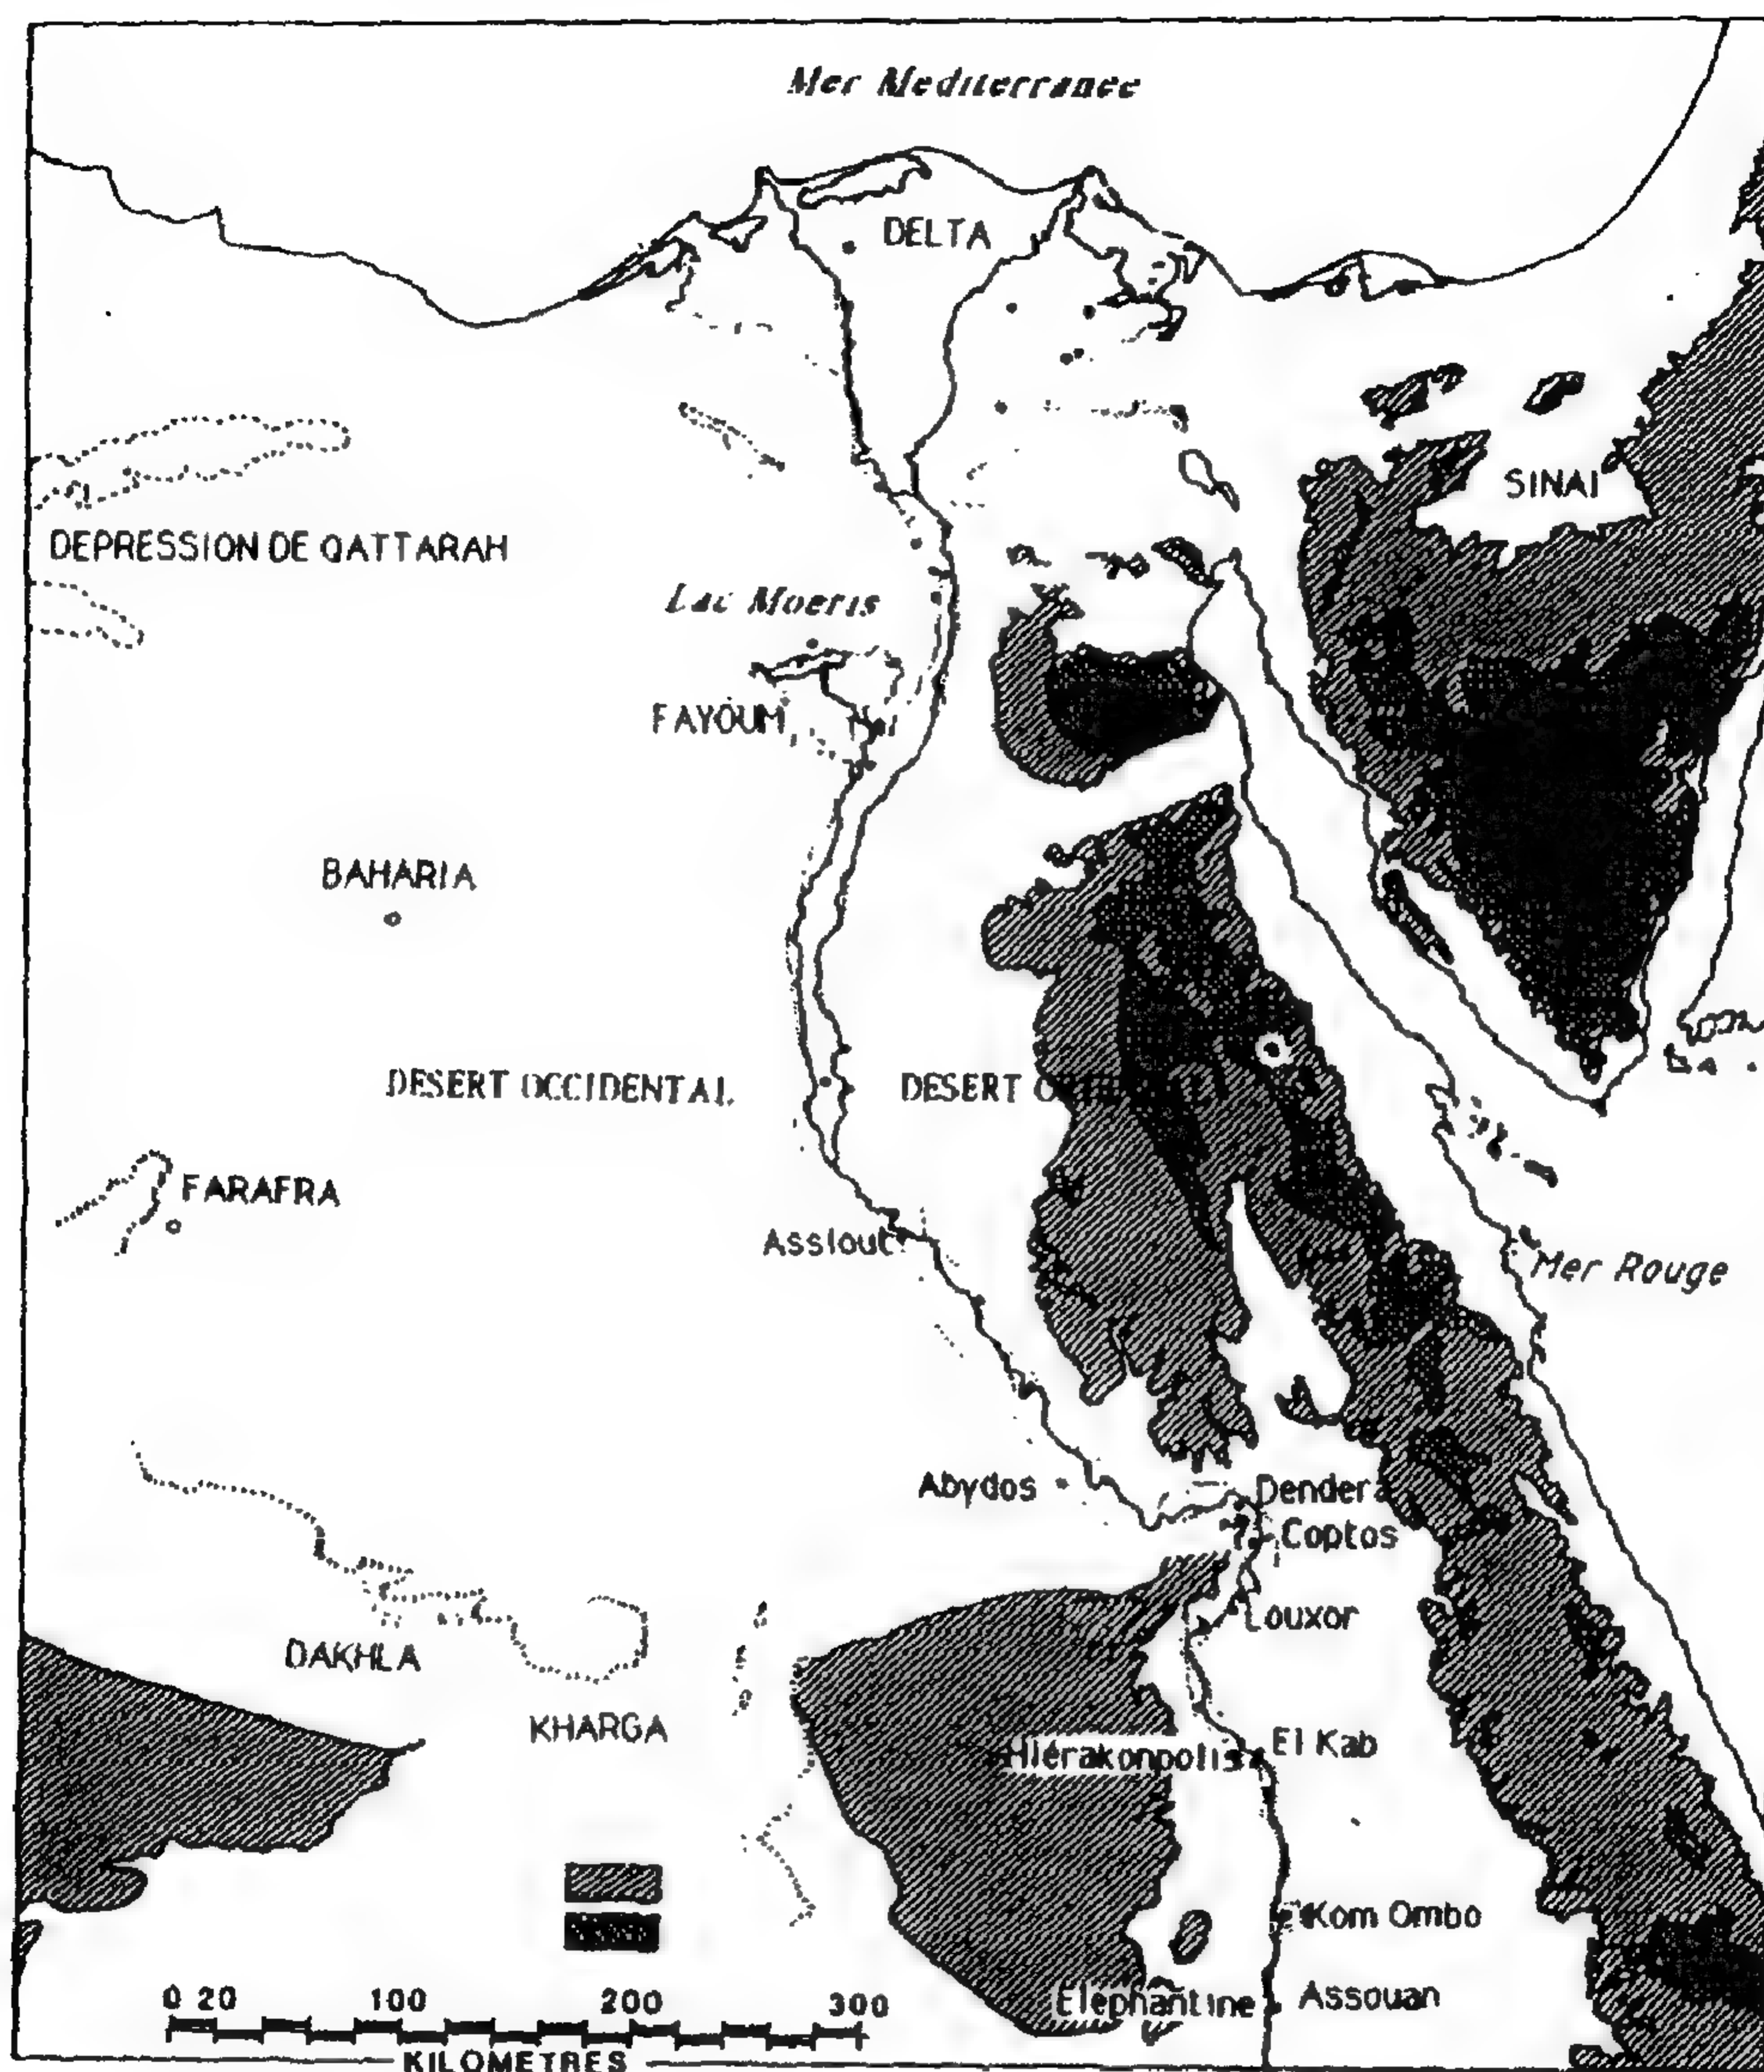 Mer Mediterranee
DELTA
SINAI
DEPRESSION DE QATTARAH
Lac Moeris
FAYOUM
BAHARIA
DESERT OCCIDENTAL
DESERT
FARAFRA
Assiout
Mer Rouge
Abydos
Dendera
Coptos
Louxor
DAKHLA
KHARGA
Hiérakonpolis
El Kab
Kom Ombo
Elephantine
Assouan
0 20 100 200 300
KILOMETRES